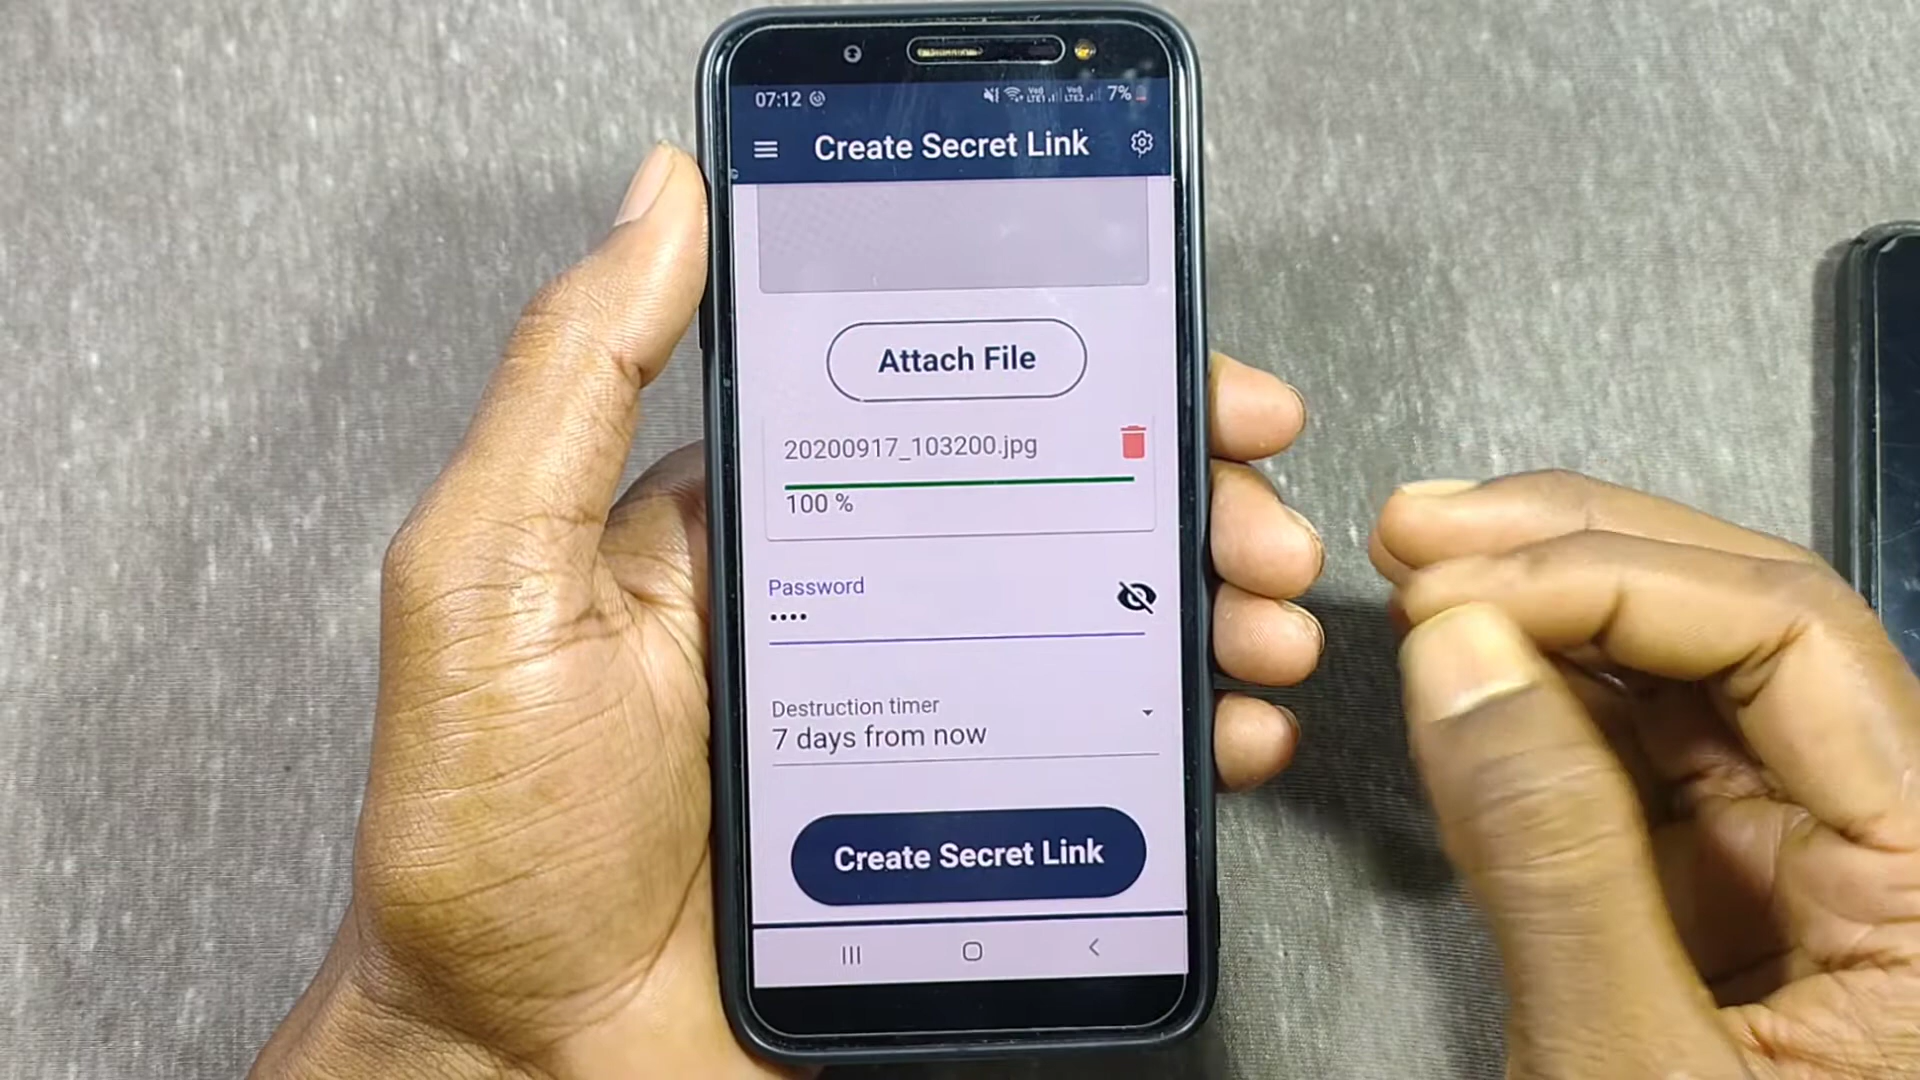 07:12 7%
Create Secret Link
Attach File
20200917_103200.jpg
100 %
Password
Destruction timer
7 days from now
Create Secret Link